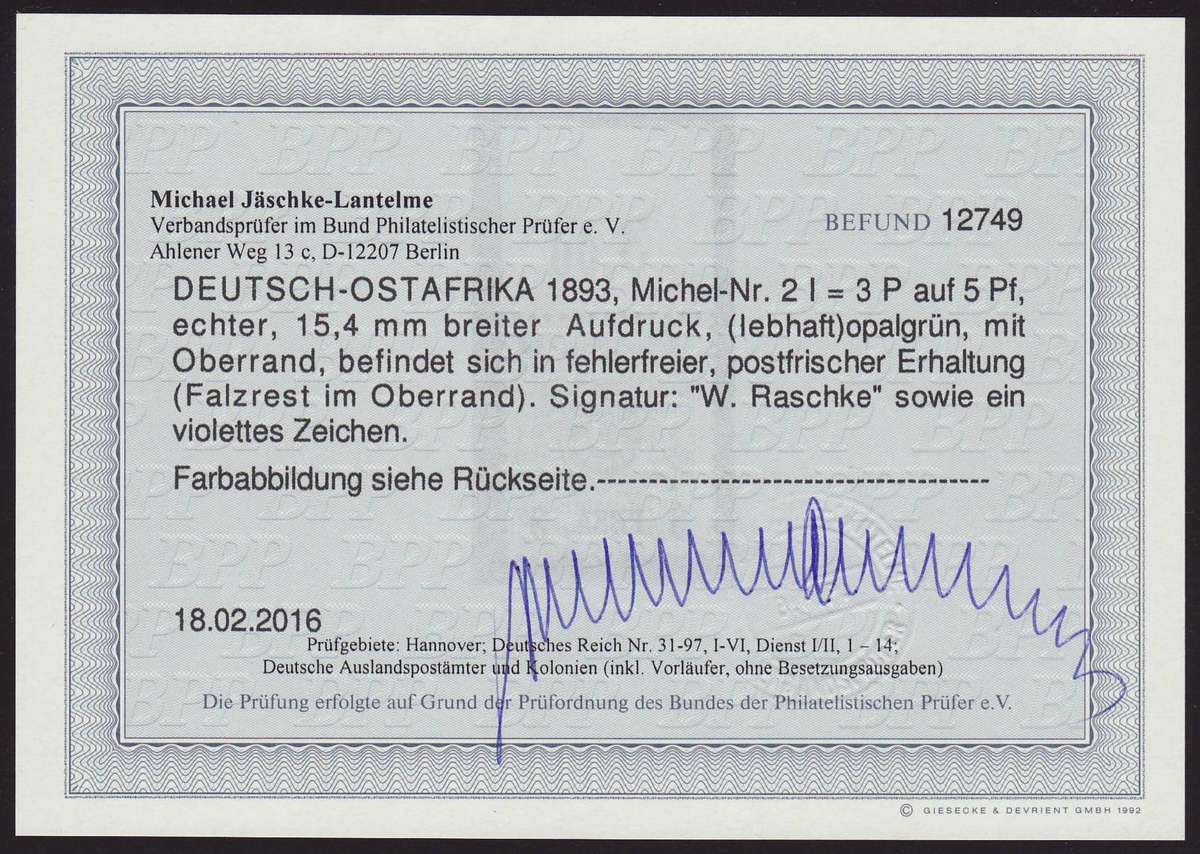 Michael Jäschke-Lantelme
Verbandsprüfer im Bund Philatelistischer Prüfer e. V.
Ahlener Weg 13 c, D-12207 Berlin
BEFUND 12749
DEUTSCH-OSTAFRIKA 1893, Michel-Nr. 2 I = 3 P auf 5 Pf,
echter, 15,4 mm breiter Aufdruck, (lebhaft)opalgrün, mit
Oberrand, befindet sich in fehlerfreier, postfrischer Erhaltung
(Falzrest im Oberrand). Signatur: "W. Raschke" sowie ein
violettes Zeichen.
Farbabbildung siehe Rückseite.---------------------------------------
18.02.2016
Prüfgebiete: Hannover; Deutsches Reich Nr. 31-97, I-VI, Dienst I/II, 1 – 14;
Deutsche Auslandspostämter und Kolonien (inkl. Vorläufer, ohne Besetzungsausgaben)
Die Prüfung erfolgte auf Grund der Prüfordnung des Bundes der Philatelistischen Prüfer e.V.
© GIESECKE & DEVRIENT GMBH 1992